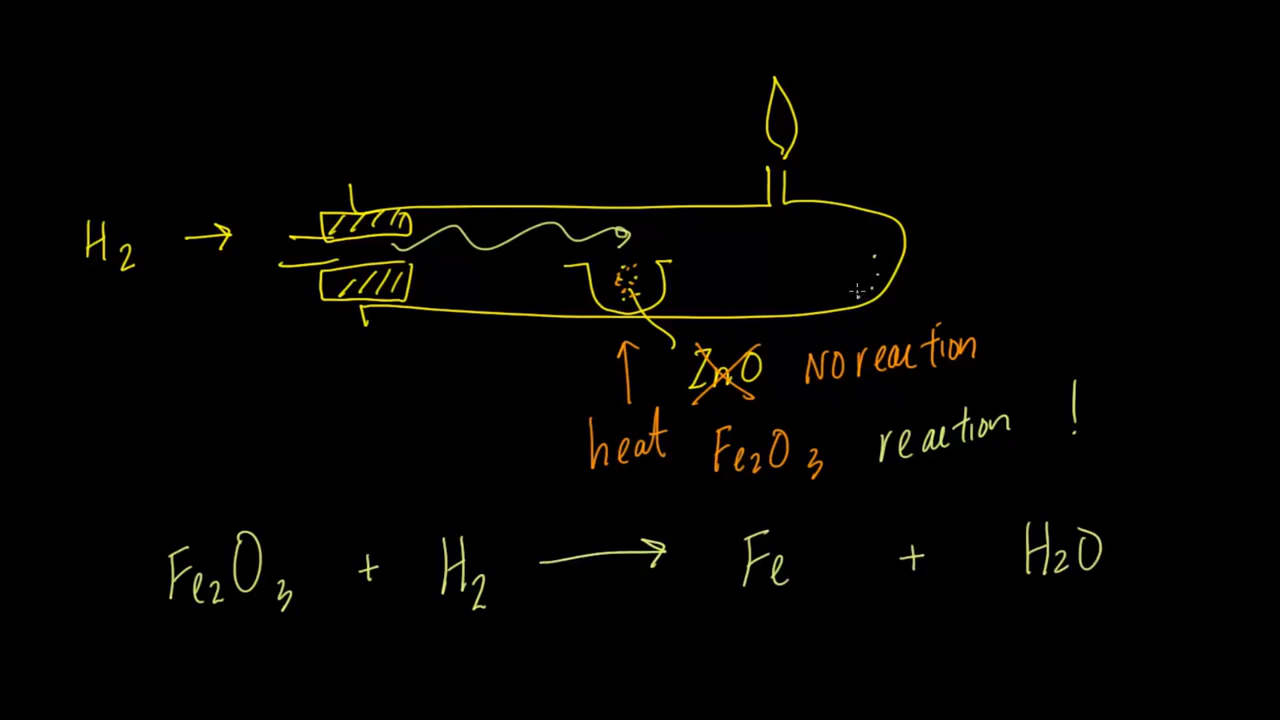 H₂ →
ZnO No reaction
heat Fe₂O₃ reaction !
Fe₂O₃ + H₂ → Fe + H₂O